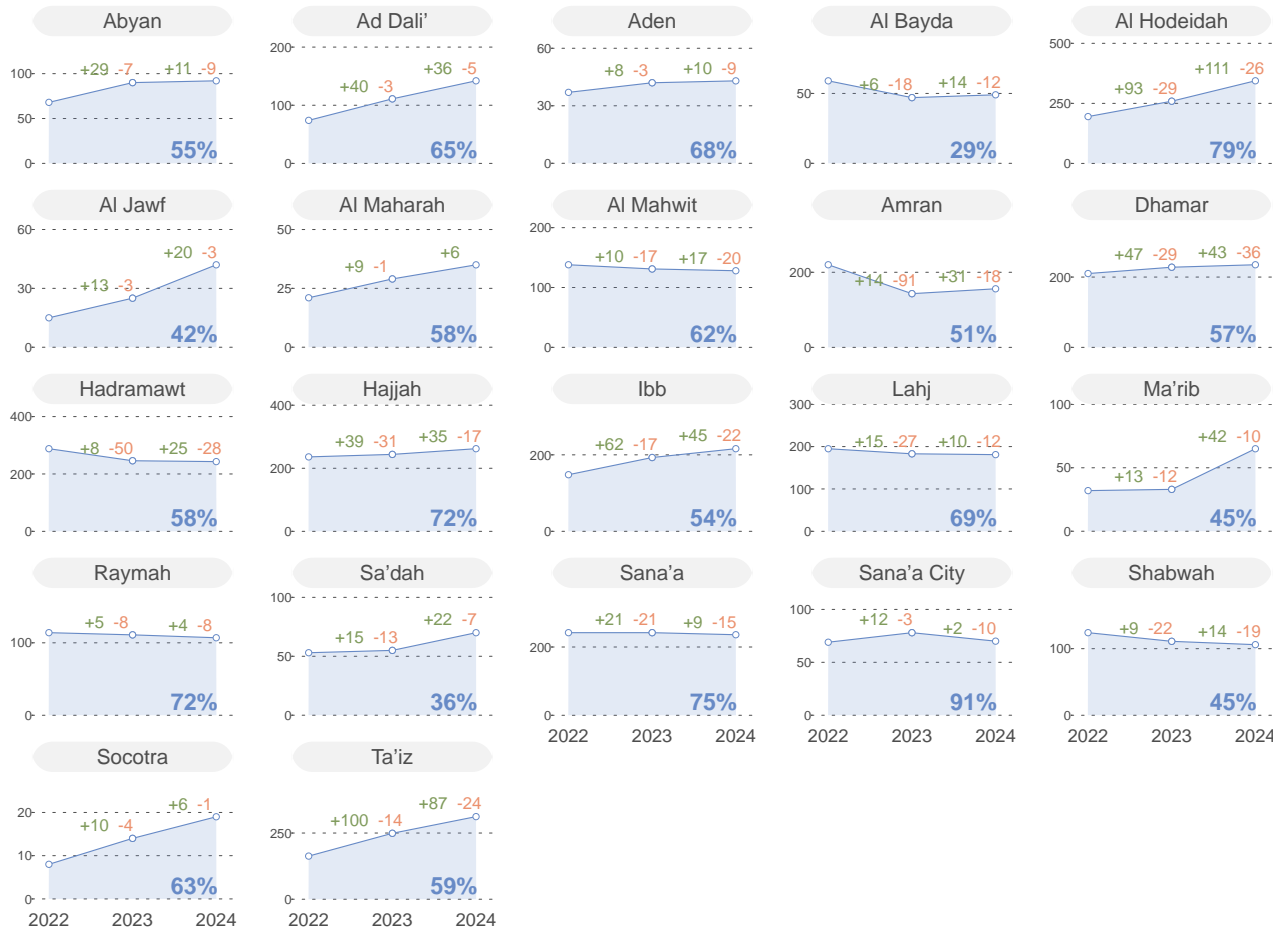 Abyan Ad Dali' Aden Al Bayda Al Hodeidah
100 50 0 +29 -7 +11 -9 55%
200 100 0 +40 -3 +36 -5 65%
60 30 0 +8 -3 +10 -9 68%
50 0 +6 -18 +14 -12 29%
500 250 0 +93 -29 +111 -26 79%
Al Jawf Al Maharah Al Mahwit Amran Dhamar
60 30 0 +13 -3 +20 -3 42%
50 25 0 +9 -1 +6 58%
200 100 0 +10 -17 +17 -20 62%
200 0 +14 -91 +31 -18 51%
200 0 +47 -29 +43 -36 57%
Hadramawt Hajjah Ibb Lahj Ma'rib
400 200 0 +8 -50 +25 -28 58%
400 200 0 +39 -31 +35 -17 72%
200 0 +62 -17 +45 -22 54%
300 200 100 0 +15 -27 +10 -12 69%
100 50 0 +13 -12 +42 -10 45%
Raymah Sa'dah Sana'a Sana'a City Shabwah
100 0 +5 -8 +4 -8 72%
100 50 0 +15 -13 +22 -7 36%
200 0 +21 -21 +9 -15 75%
100 50 0 +12 -3 +2 -10 91%
100 0 +9 -22 +14 -19 45%
2022 2023 2024 2022 2023 2024 2022 2023 2024
Socotra Ta'iz
20 10 0 +10 -4 +6 -1 63%
250 0 +100 -14 +87 -24 59%
2022 2023 2024 2022 2023 2024